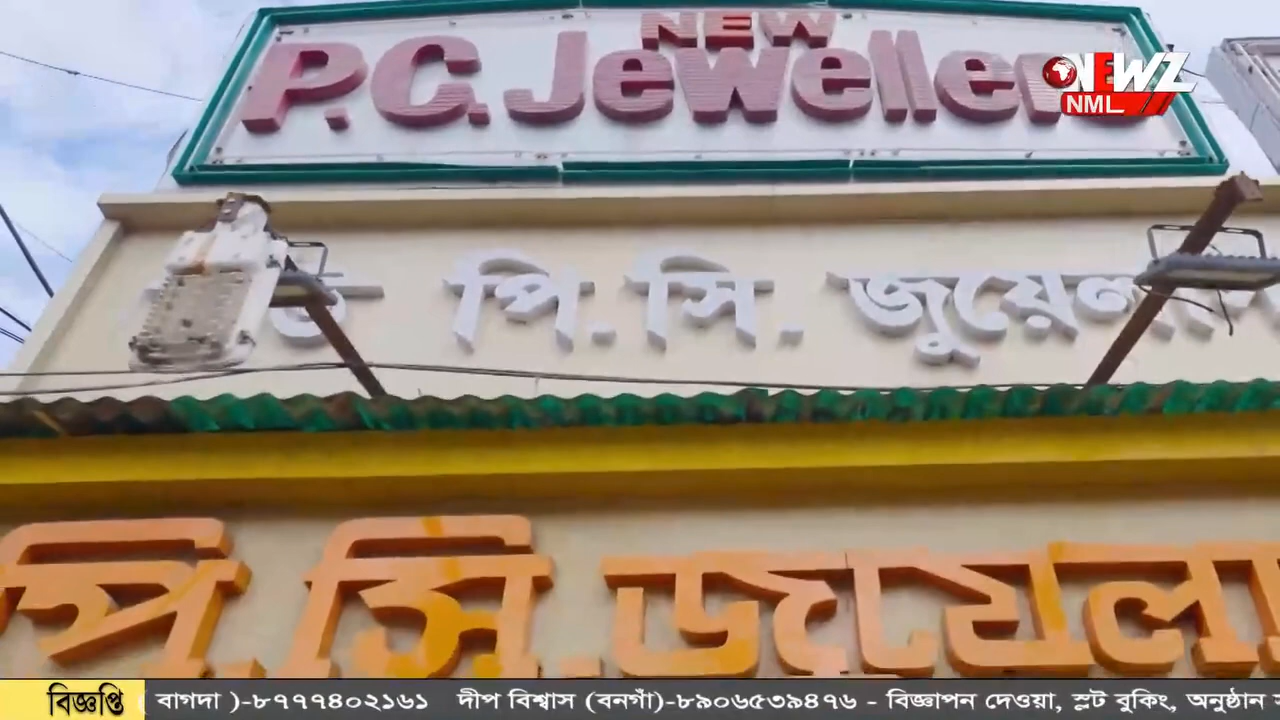 NEW
P.C. Jewellers
NEWZ
NML
পি. সি. জুয়েলার্স
পি. সি. জুয়েলা
বিজ্ঞপ্তি ( বাগদা )-৮৭৭৭৪০২১৬১ দীপ বিশ্বাস (বনগাঁ)-৮৯০৬৫৩৯৪৭৬ - বিজ্ঞাপন দেওয়া, স্লট বুকিং, অনুষ্ঠান